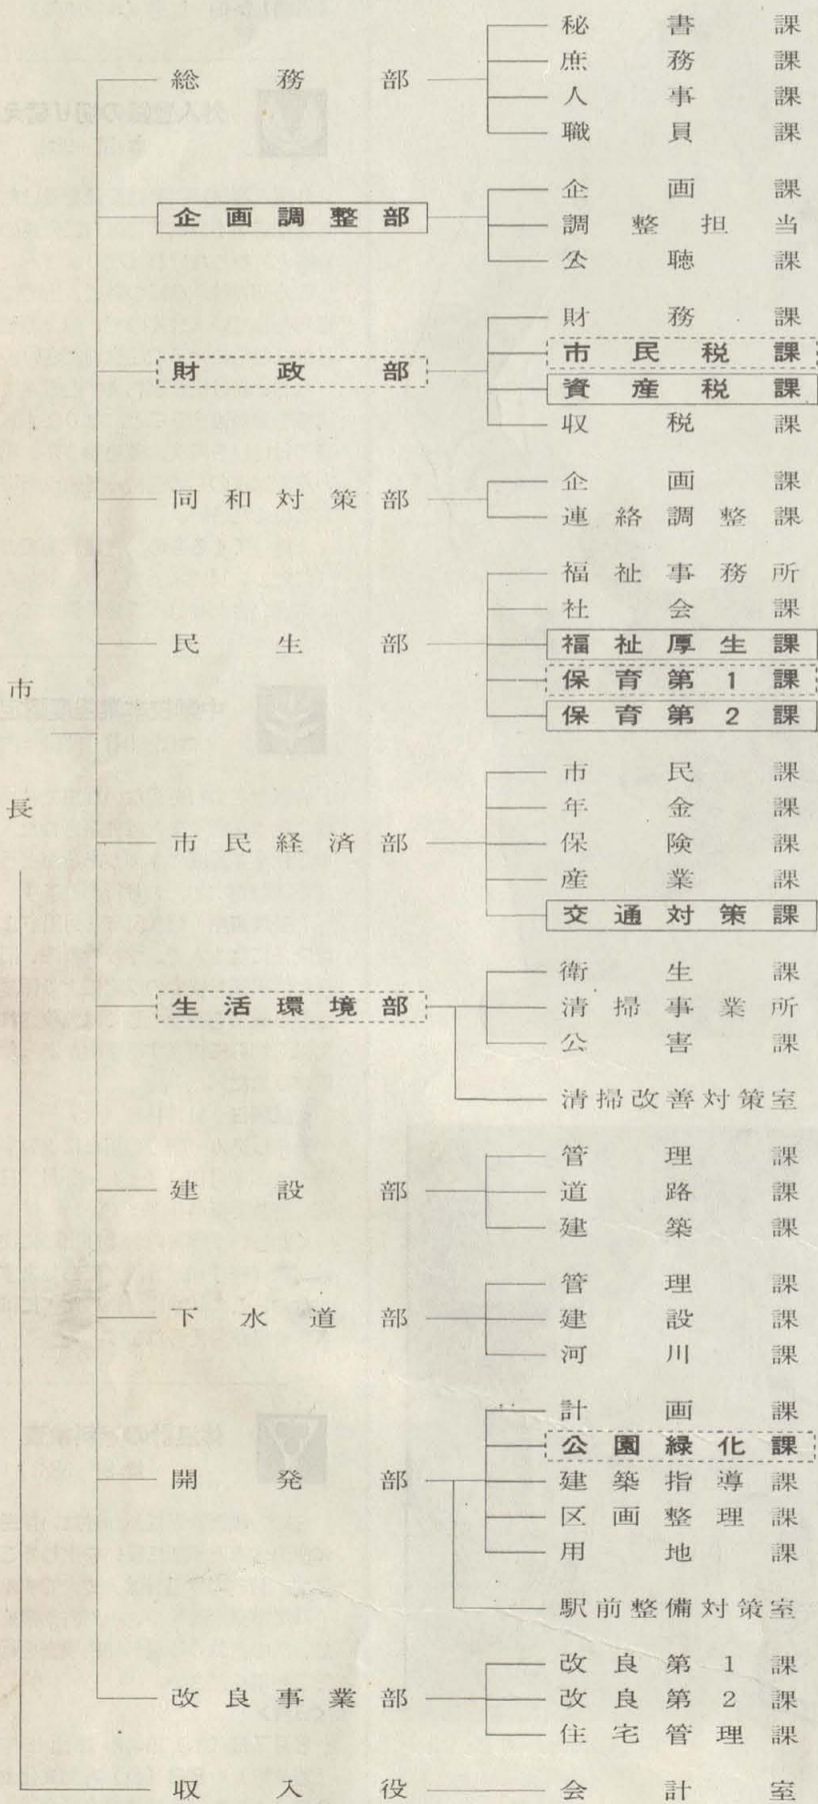 市長
総務部
秘書課
庶務課
人事課
職員課
企画調整部
企画課
調整担当
公聴課
財政部
財務課
市民税課
資産税課
収税課
同和対策部
企画課
連絡調整課
民生部
福祉事務所
社会課
福祉厚生課
保育第1課
保育第2課
市民経済部
市民課
年金課
保険課
産業課
交通対策課
生活環境部
衛生課
清掃事業所
公害課
清掃改善対策室
建設部
管理課
道路課
建築課
下水道部
管理課
建設課
河川課
開発部
計画課
公園緑化課
建築指導課
区画整理課
用地課
駅前整備対策室
改良事業部
改良第1課
改良第2課
住宅管理課
収入役
会計室